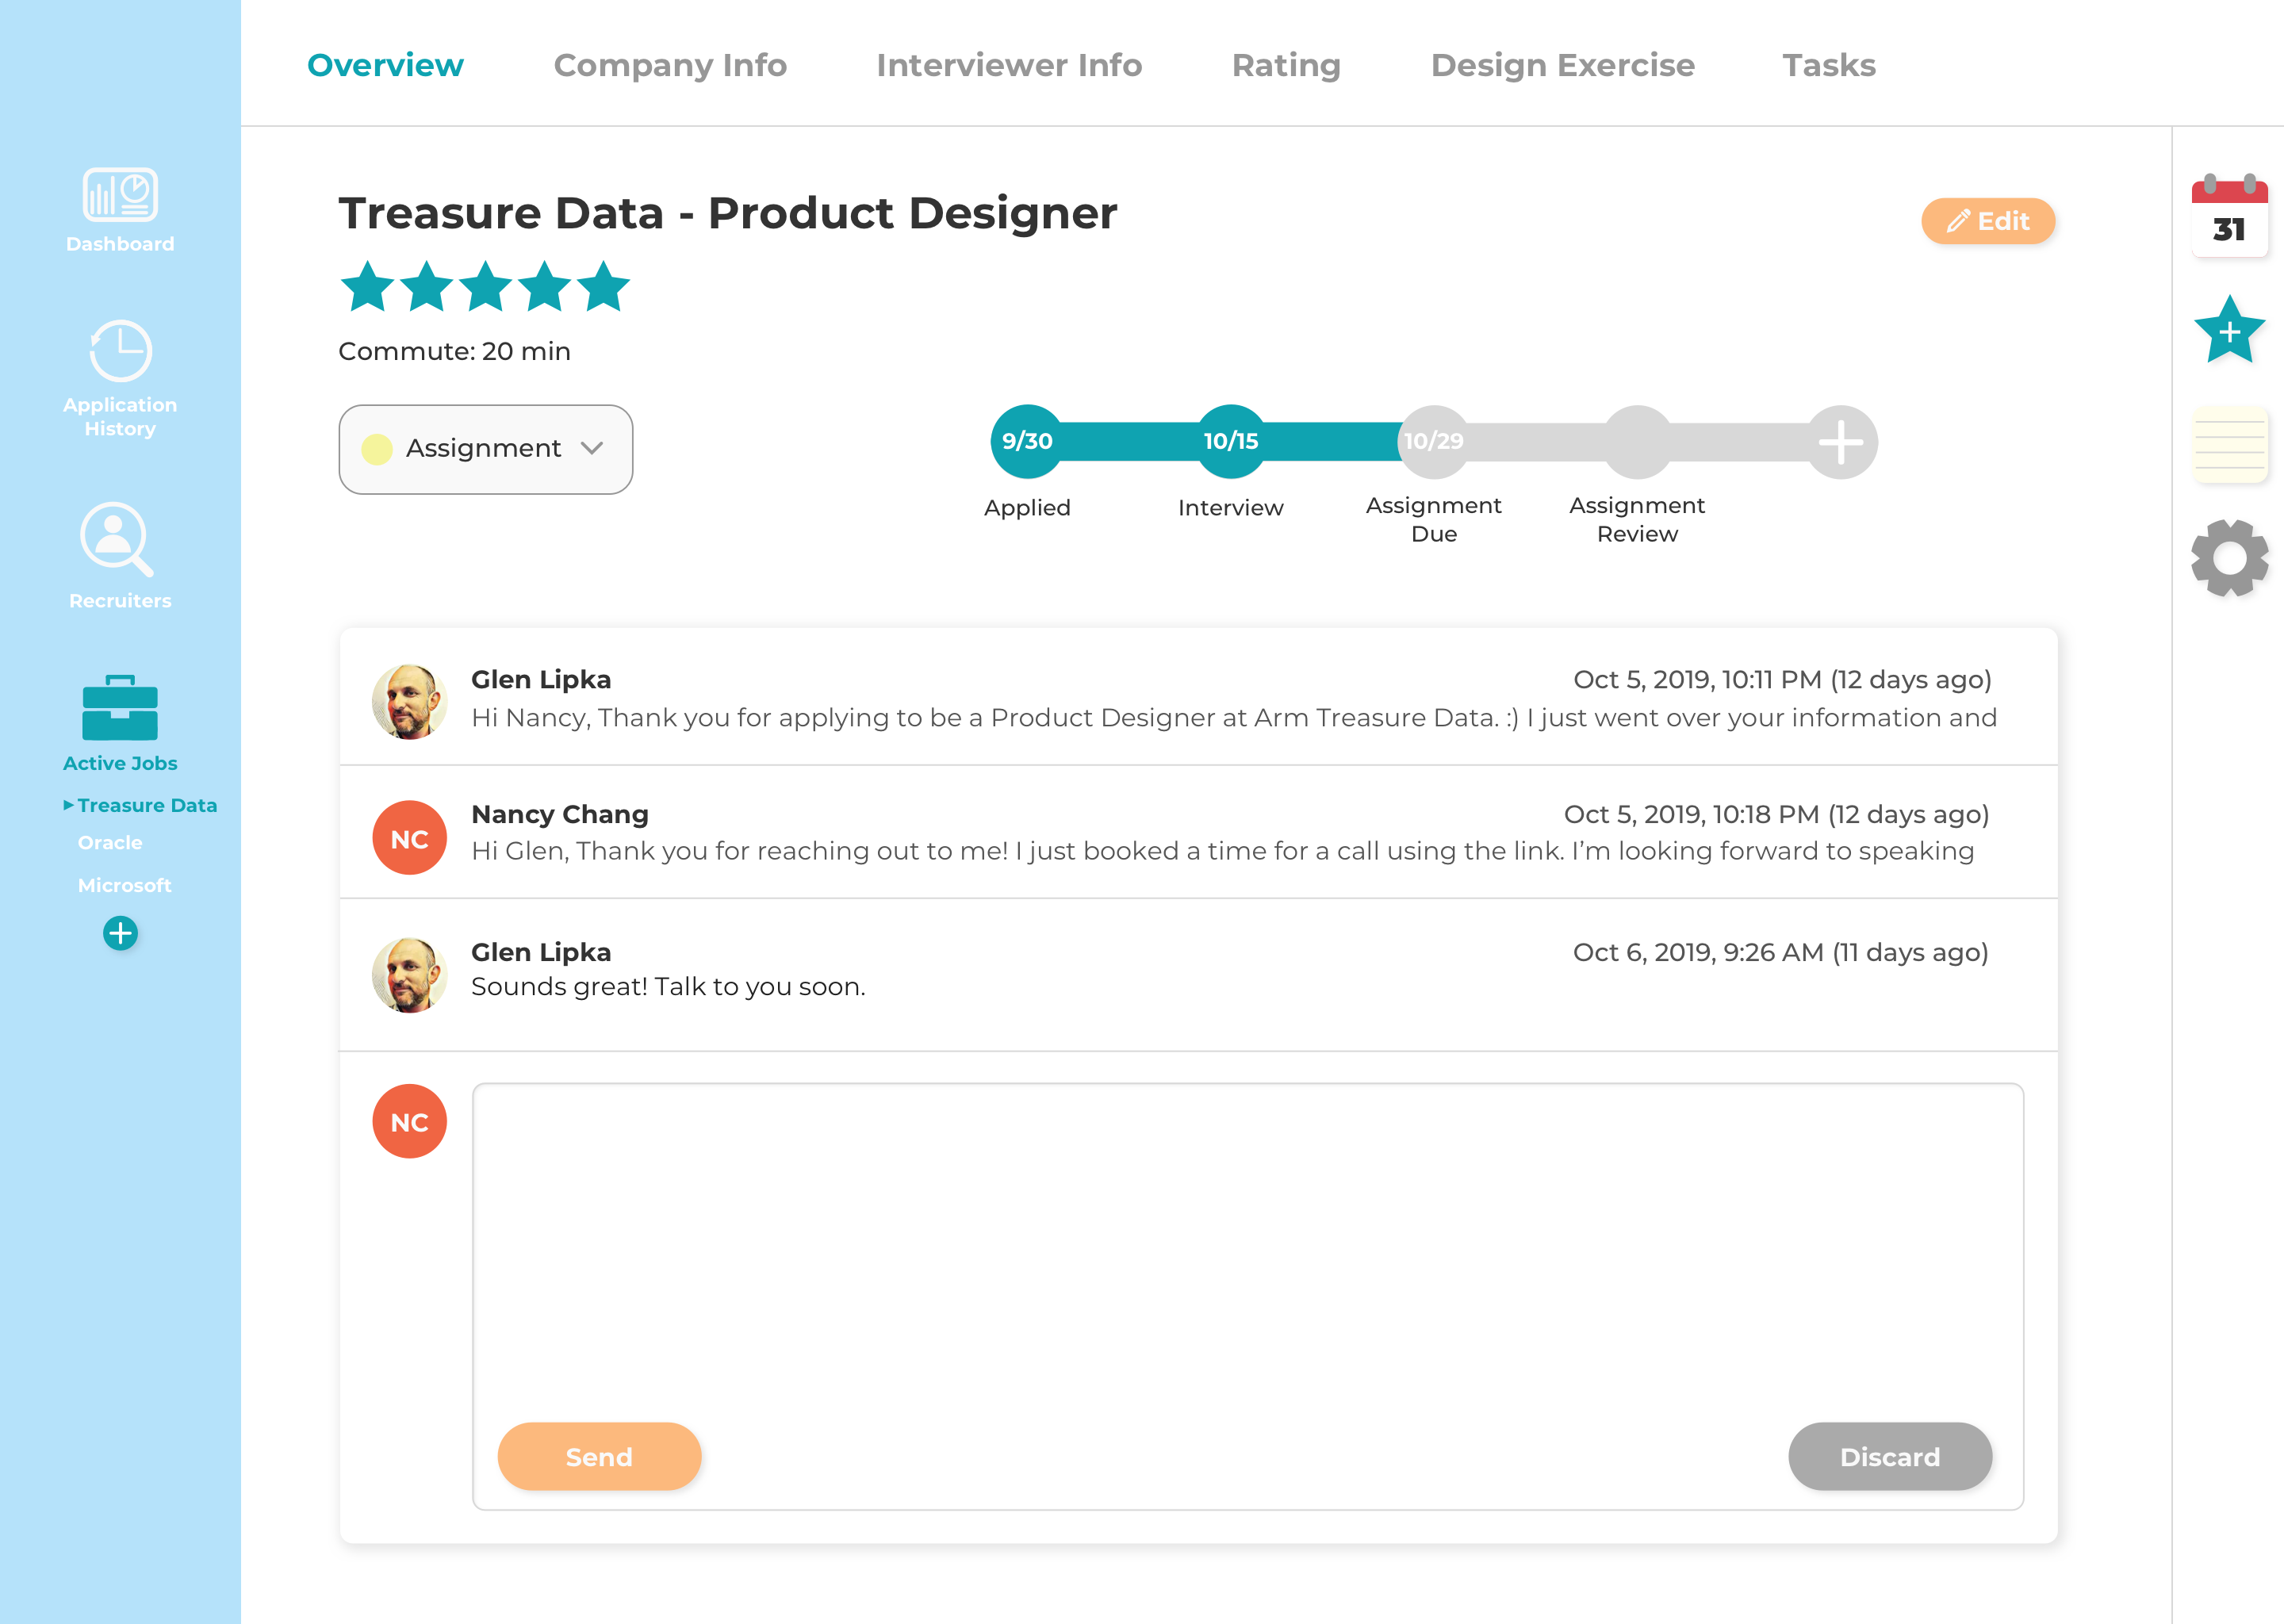 Overview Company Info Interviewer Info Rating Design Exercise Tasks
Dashboard
Application
History
Recruiters
Active Jobs
Treasure Data
Oracle
Microsoft
Treasure Data - Product Designer
Edit
Commute: 20 min
Assignment
9/30 10/15 10/29
Applied Interview Assignment Due Assignment Review
Glen Lipka Oct 5, 2019, 10:11 PM (12 days ago)
Hi Nancy, Thank you for applying to be a Product Designer at Arm Treasure Data. :) I just went over your information and
Nancy Chang Oct 5, 2019, 10:18 PM (12 days ago)
NC
Hi Glen, Thank you for reaching out to me! I just booked a time for a call using the link. I’m looking forward to speaking
Glen Lipka Oct 6, 2019, 9:26 AM (11 days ago)
Sounds great! Talk to you soon.
NC
Send Discard
31